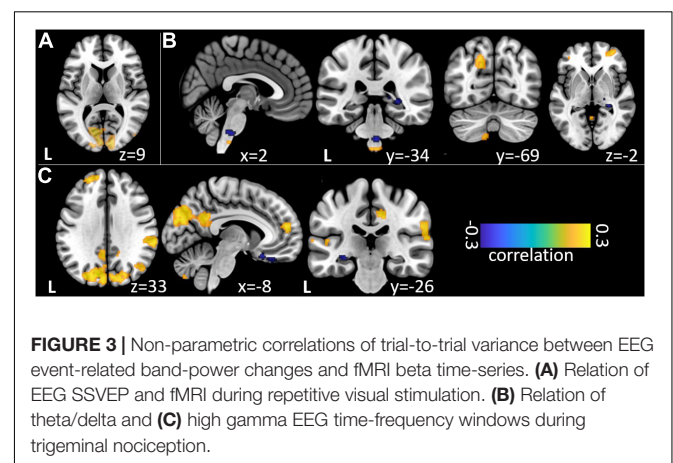 A
B
L
z=9
x=2
L
y=-34
y=-69
z=-2
C
L
z=33
x=-8
L
y=-26
-0.3
0.3
correlation
FIGURE 3 | Non-parametric correlations of trial-to-trial variance between EEG
event-related band-power changes and fMRI beta time-series. (A) Relation of
EEG SSVEP and fMRI during repetitive visual stimulation. (B) Relation of
theta/delta and (C) high gamma EEG time-frequency windows during
trigeminal nociception.